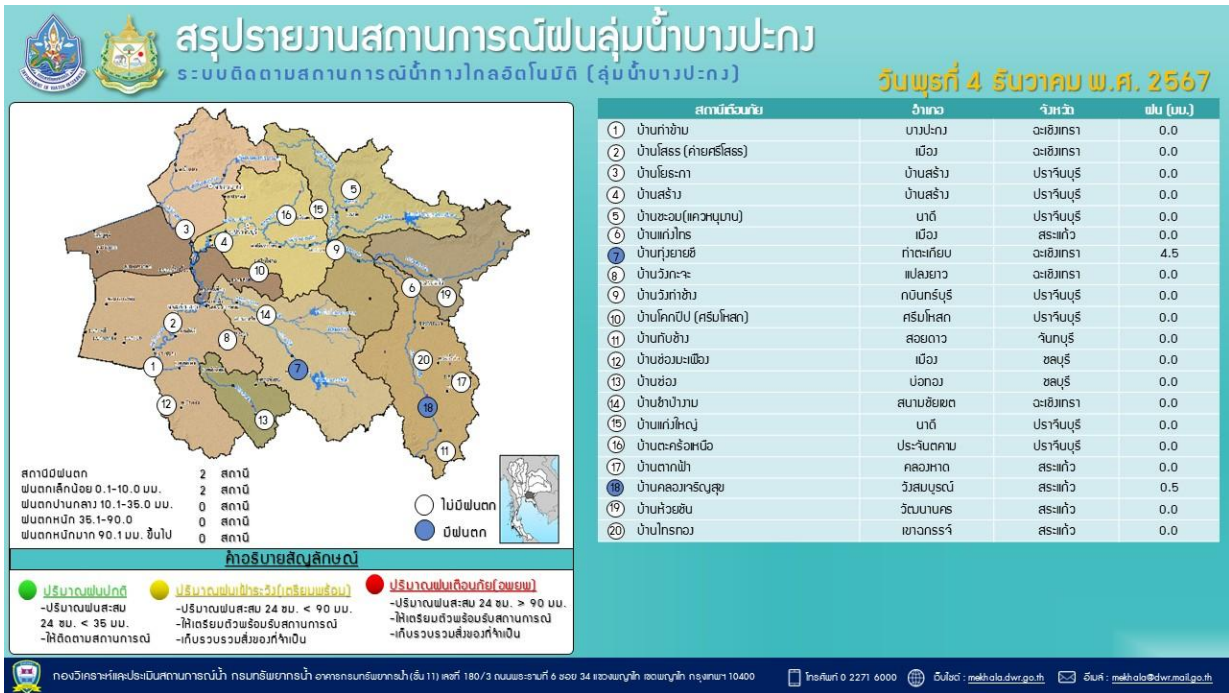 สรุปรายงานสถานการณ์ฝนลุ่มน้ำบางปะกง
ระบบติดตามสถานการณ์น้ำทางไกลอัตโนมัติ (ลุ่มน้ำบางปะกง)
วันพุธที่ 4 ธันวาคม พ.ศ. 2567
สถานีเตือนภัย อำเภอ จังหวัด ฝน (มม.)
1 บ้านท่าข้าม บางปะกง ฉะเชิงเทรา 0.0
2 บ้านโสธร (ค่ายศรีโสธร) เมือง ฉะเชิงเทรา 0.0
3 บ้านโยธะกา บ้านสร้าง ปราจีนบุรี 0.0
4 บ้านสร้าง บ้านสร้าง ปราจีนบุรี 0.0
5 บ้านชะอม(แควหนุมาน) นาดี ปราจีนบุรี 0.0
6 บ้านแก่งไทร เมือง สระแก้ว 0.0
7 บ้านทุ่งยายชี ท่าตะเกียบ ฉะเชิงเทรา 4.5
8 บ้านวังกะจะ แปลงยาว ฉะเชิงเทรา 0.0
9 บ้านวังท่าช้าง กบินทร์บุรี ปราจีนบุรี 0.0
10 บ้านโคกปีป (ศรีมโหสถ) ศรีมโหสถ ปราจีนบุรี 0.0
11 บ้านทับช้าง สอยดาว จันทบุรี 0.0
12 บ้านช่องมะเฟือง เมือง ชลบุรี 0.0
13 บ้านช่อง บ่อทอง ชลบุรี 0.0
14 บ้านชำป่างาม สนามชัยเขต ฉะเชิงเทรา 0.0
15 บ้านแก่งใหญ่ นาดี ปราจีนบุรี 0.0
16 บ้านตะคร้อเหนือ ประจันตคาม ปราจีนบุรี 0.0
17 บ้านตากฟ้า คลองหาด สระแก้ว 0.0
18 บ้านคลองเจริญสุข วังสมบูรณ์ สระแก้ว 0.5
19 บ้านห้วยชัน วัฒนานคร สระแก้ว 0.0
20 บ้านไทรทอง เขาฉกรรจ์ สระแก้ว 0.0
สถานีมีฝนตก 2 สถานี
ฝนตกเล็กน้อย 0.1-10.0 มม. 2 สถานี
ฝนตกปานกลาง 10.1-35.0 มม. 0 สถานี
ฝนตกหนัก 35.1-90.0 0 สถานี
ฝนตกหนักมาก 90.1 มม. ขึ้นไป 0 สถานี
ไม่มีฝนตก
มีฝนตก
คำอธิบายสัญลักษณ์
ปริมาณฝนปกติ
-ปริมาณฝนสะสม
24 ชม. < 35 มม.
-ให้ติดตามสถานการณ์
ปริมาณฝนเฝ้าระวัง(เตรียมพร้อม)
-ปริมาณฝนสะสม 24 ชม. < 90 มม.
-ให้เตรียมตัวพร้อมรับสถานการณ์
-เก็บรวบรวมสิ่งของที่จำเป็น
ปริมาณฝนเตือนภัย(อพยพ)
-ปริมาณฝนสะสม 24 ชม. > 90 มม.
-ให้เตรียมตัวพร้อมรับสถานการณ์
-เก็บรวบรวมสิ่งของที่จำเป็น
กองวิเคราะห์และประเมินสถานการณ์น้ำ กรมทรัพยากรน้ำ อาคารกรมทรัพยากรน้ำ (ชั้น 11) เลขที่ 180/3 ถนนพระรามที่ 6 ซอย 34 แขวงพญาไท เขตพญาไท กรุงเทพฯ 10400
โทรศัพท์ 0 2271 6000
เว็บไซต์ : mekhala.dwr.go.th
อีเมล์ : mekhala@dwr.mail.go.th